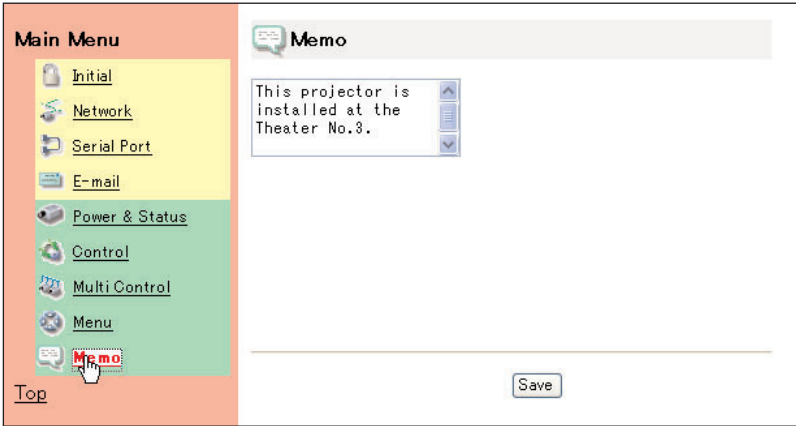 Main Menu
Initial
Network
Serial Port
E-mail
Power & Status
Control
Multi Control
Menu
Memo
Top
Memo
This projector is
installed at the
Theater No.3.
Save